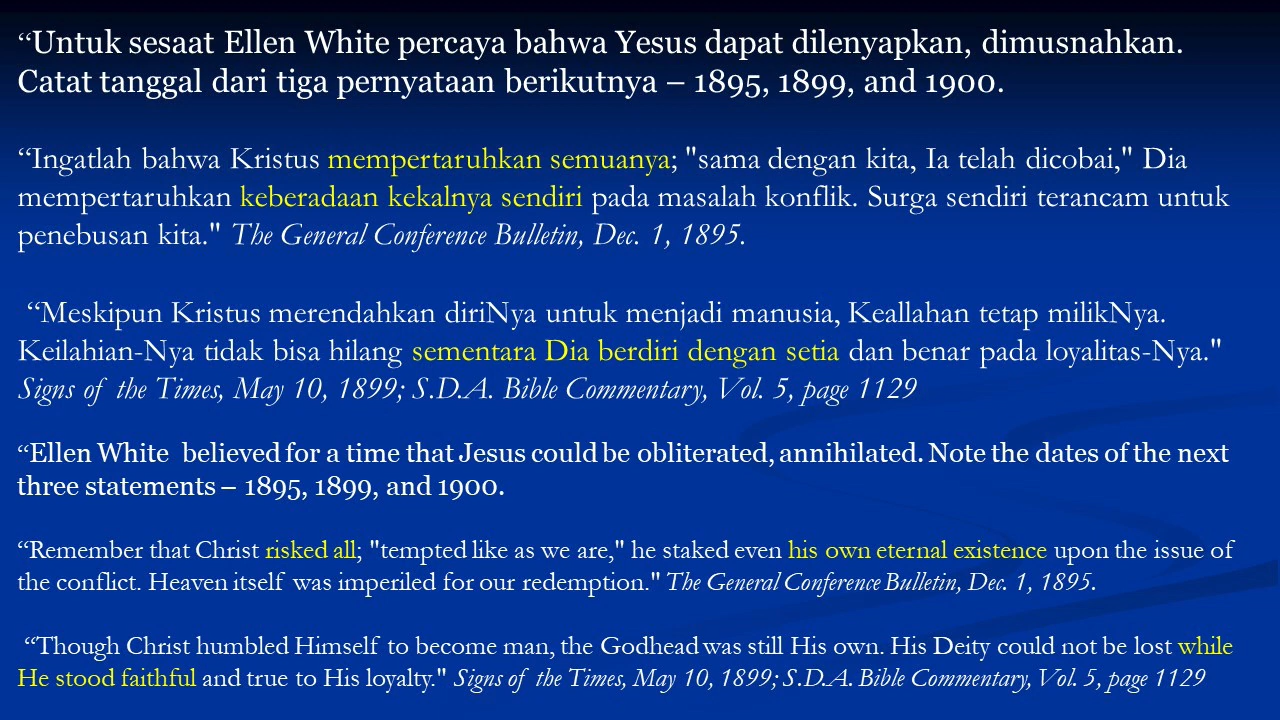 “Untuk sesaat Ellen White percaya bahwa Yesus dapat dilenyapkan, dimusnahkan.
Catat tanggal dari tiga pernyataan berikutnya – 1895, 1899, and 1900.
“Ingatlah bahwa Kristus mempertaruhkan semuanya; "sama dengan kita, Ia telah dicobai," Dia
mempertaruhkan keberadaan kekalnya sendiri pada masalah konflik. Surga sendiri terancam untuk
penebusan kita." The General Conference Bulletin, Dec. 1, 1895.
“Meskipun Kristus merendahkan diriNya untuk menjadi manusia, Keallahan tetap milikNya.
Keilahian-Nya tidak bisa hilang sementara Dia berdiri dengan setia dan benar pada loyalitas-Nya."
Signs of the Times, May 10, 1899; S.D.A. Bible Commentary, Vol. 5, page 1129
“Ellen White believed for a time that Jesus could be obliterated, annihilated. Note the dates of the next
three statements – 1895, 1899, and 1900.
“Remember that Christ risked all; "tempted like as we are," he staked even his own eternal existence upon the issue of
the conflict. Heaven itself was imperiled for our redemption." The General Conference Bulletin, Dec. 1, 1895.
“Though Christ humbled Himself to become man, the Godhead was still His own. His Deity could not be lost while
He stood faithful and true to His loyalty." Signs of the Times, May 10, 1899; S.D.A. Bible Commentary, Vol. 5, page 1129